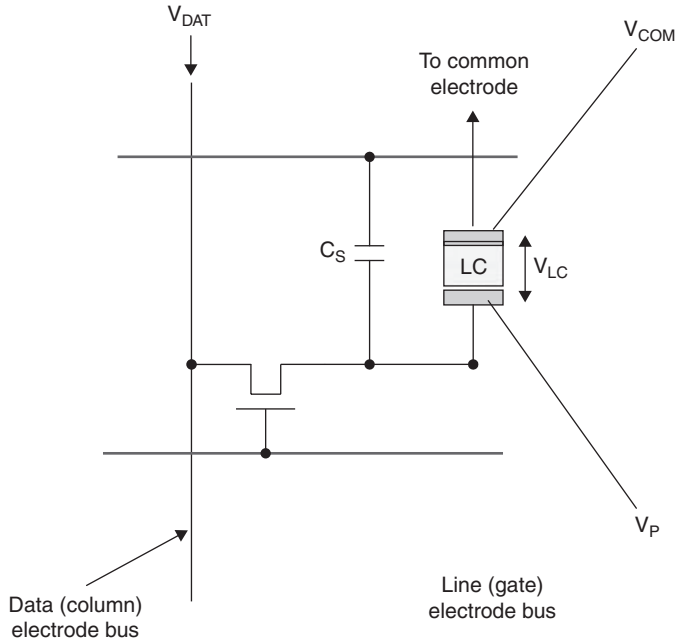 V_DAT
V_COM
To common
electrode
C_S
LC
V_LC
V_P
Data (column)
electrode bus
Line (gate)
electrode bus